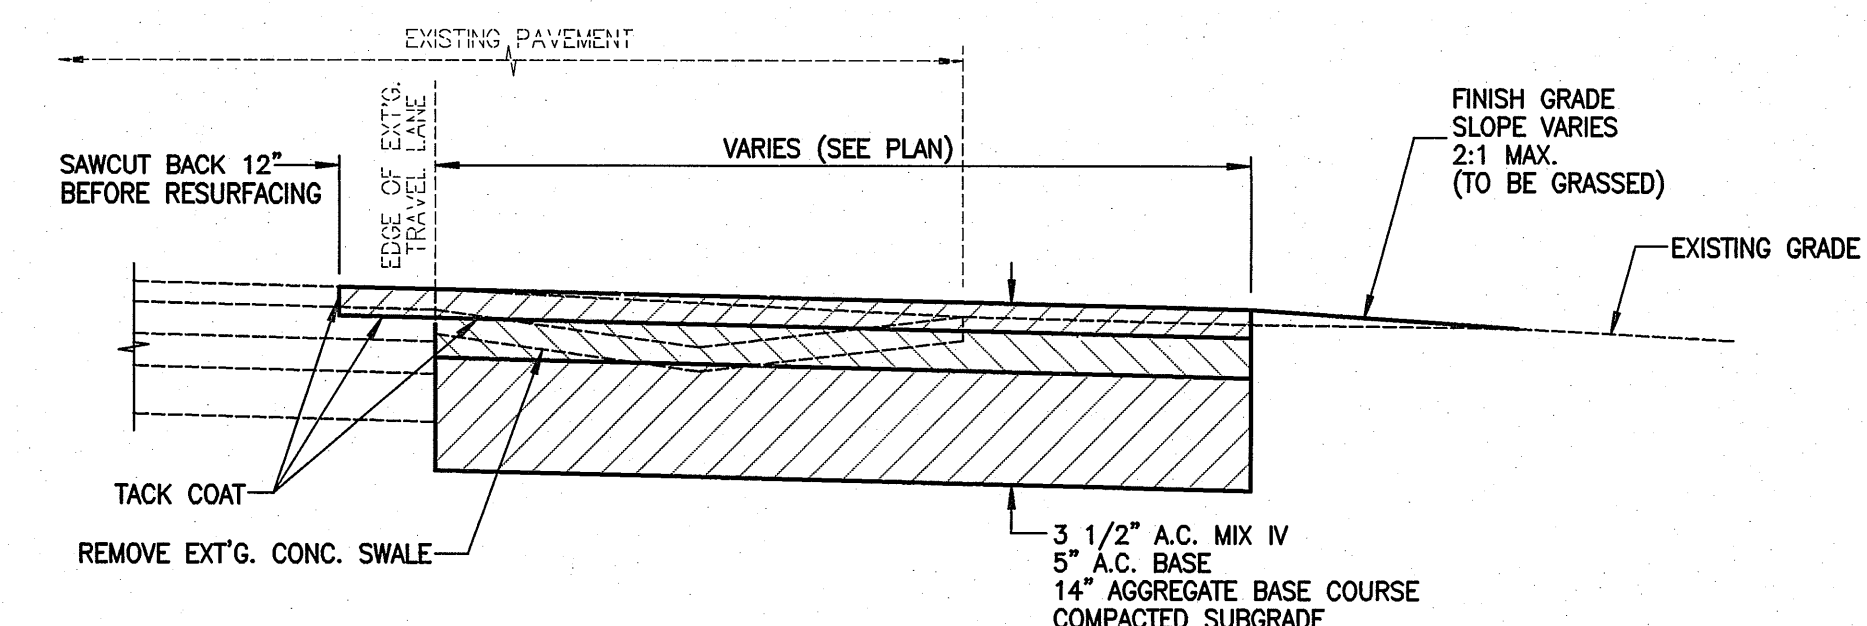 EXISTING PAVEMENT
EDGE OF EXT'G.
TRAVEL LANE
SAWCUT BACK 12"
BEFORE RESURFACING
VARIES (SEE PLAN)
FINISH GRADE
SLOPE VARIES
2:1 MAX.
(TO BE GRASSED)
EXISTING GRADE
TACK COAT
REMOVE EXT'G. CONC. SWALE
3 1/2" A.C. MIX IV
5" A.C. BASE
14" AGGREGATE BASE COURSE
COMPACTED SUBGRADE